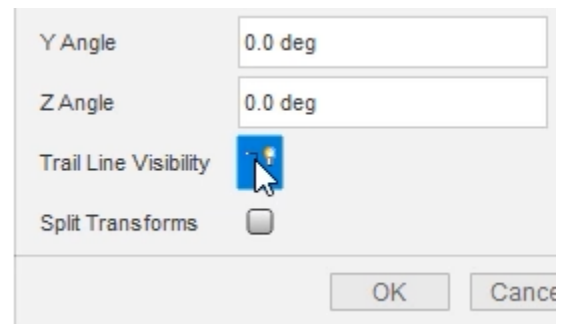 Y Angle 0.0 deg
Z Angle 0.0 deg
Trail Line Visibility
Split Transforms
OK Cance